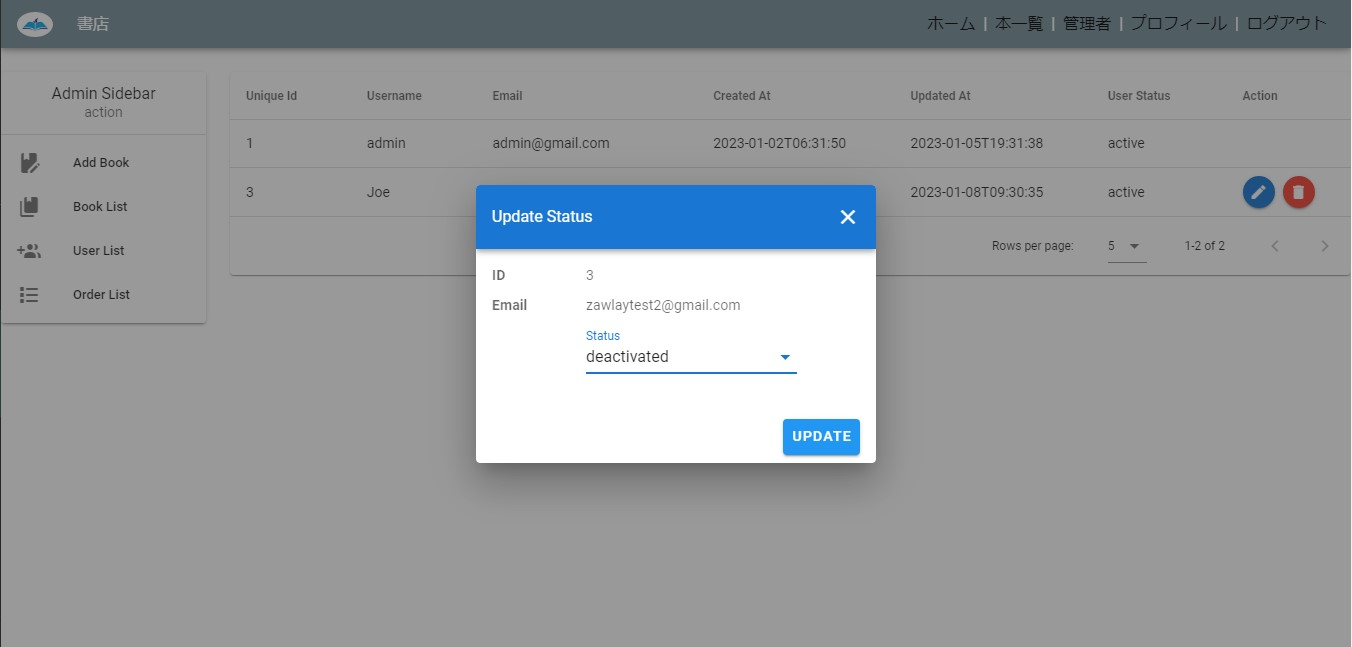 書店
ホーム | 本一覧 | 管理者 | プロフィール | ログアウト
Admin Sidebar
action
Add Book
Book List
User List
Order List
Unique Id Username Email Created At Updated At User Status Action
1 admin admin@gmail.com 2023-01-02T06:31:50 2023-01-05T19:31:38 active
3 Joe 2023-01-08T09:30:35 active
Rows per page: 5 1-2 of 2
Update Status
ID 3
Email zawlaytest2@gmail.com
Status
deactivated
UPDATE